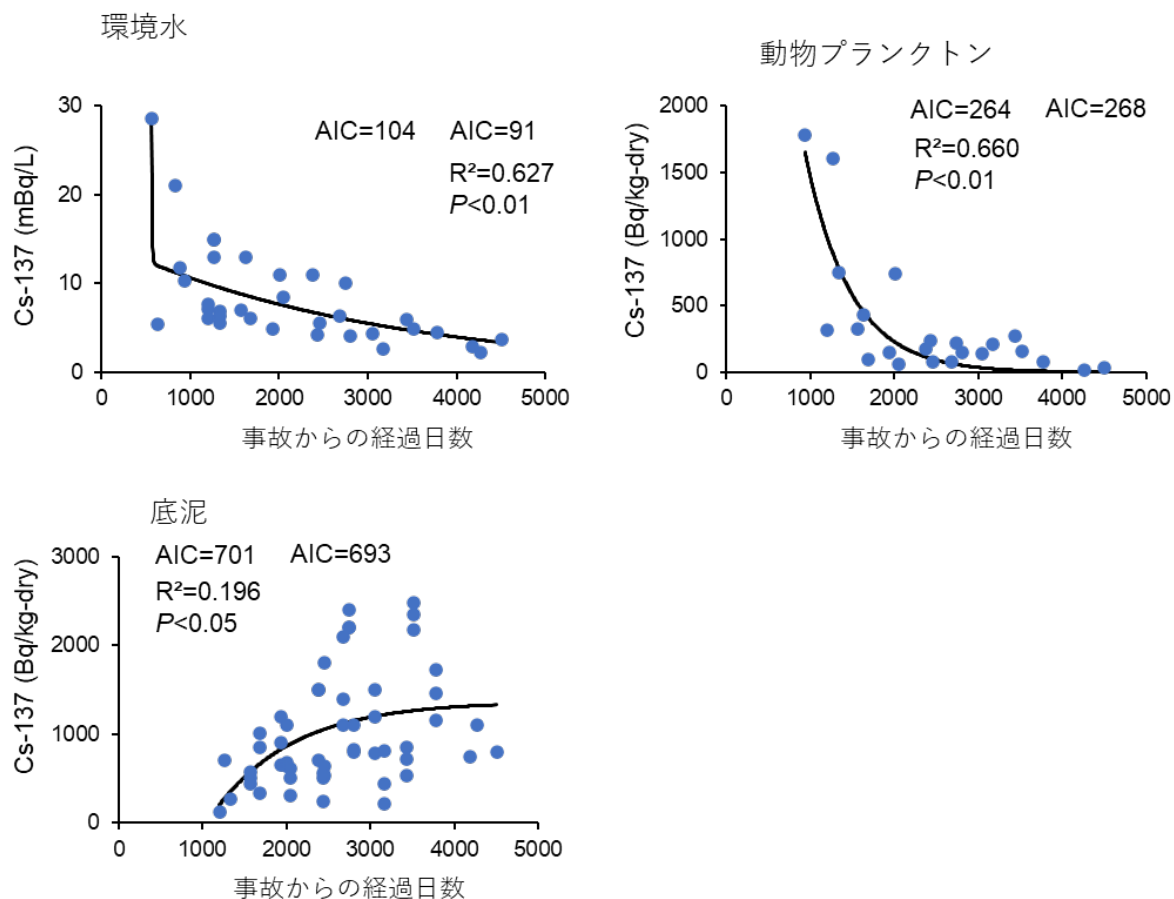 環境水
AIC=104 AIC=91
R²=0.627
P<0.01
Cs-137 (mBq/L)
30
20
10
0
0 1000 2000 3000 4000 5000
事故からの経過日数
動物プランクトン
AIC=264 AIC=268
R²=0.660
P<0.01
Cs-137 (Bq/kg-dry)
2000
1500
1000
500
0
0 1000 2000 3000 4000 5000
事故からの経過日数
底泥
AIC=701 AIC=693
R²=0.196
P<0.05
Cs-137 (Bq/kg-dry)
3000
2000
1000
0
0 1000 2000 3000 4000 5000
事故からの経過日数